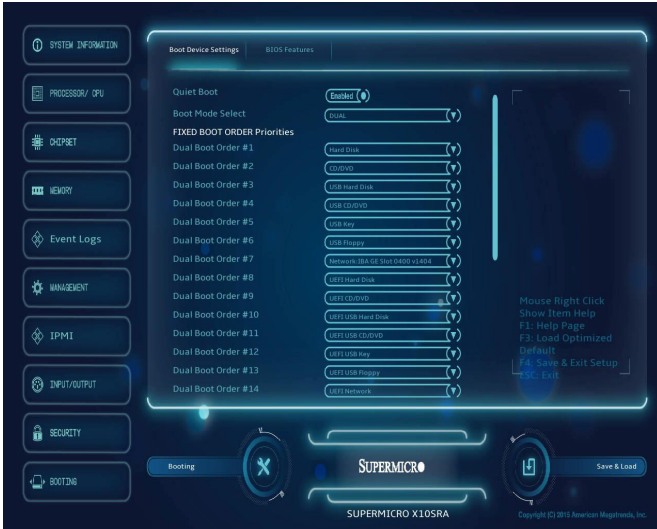 SYSTEM INFORMATION
PROCESSOR/ CPU
CHIPSET
MEMORY
Event Logs
MANAGEMENT
IPMI
INPUT/OUTPUT
SECURITY
BOOTING
Boot Device Settings
BIOS Features
Quiet Boot Enabled
Boot Mode Select DUAL
FIXED BOOT ORDER Priorities
Dual Boot Order #1 Hard Disk
Dual Boot Order #2 CD/DVD
Dual Boot Order #3 USB Hard Disk
Dual Boot Order #4 USB CD/DVD
Dual Boot Order #5 USB Key
Dual Boot Order #6 USB Floppy
Dual Boot Order #7 Network:IBA GE Slot 0400 v1404
Dual Boot Order #8 UEFI Hard Disk
Dual Boot Order #9 UEFI CD/DVD
Dual Boot Order #10 UEFI USB Hard Disk
Dual Boot Order #11 UEFI USB CD/DVD
Dual Boot Order #12 UEFI USB Key
Dual Boot Order #13 UEFI USB Floppy
Dual Boot Order #14 UEFI Network
Mouse Right Click
Show Item Help
F1: Help Page
F3: Load Optimized
Default
F4: Save & Exit Setup
ESC: Exit
Booting
SUPERMICR
Save & Load
SUPERMICRO X10SRA
Copyright (C) 2015 American Megatrends, Inc.